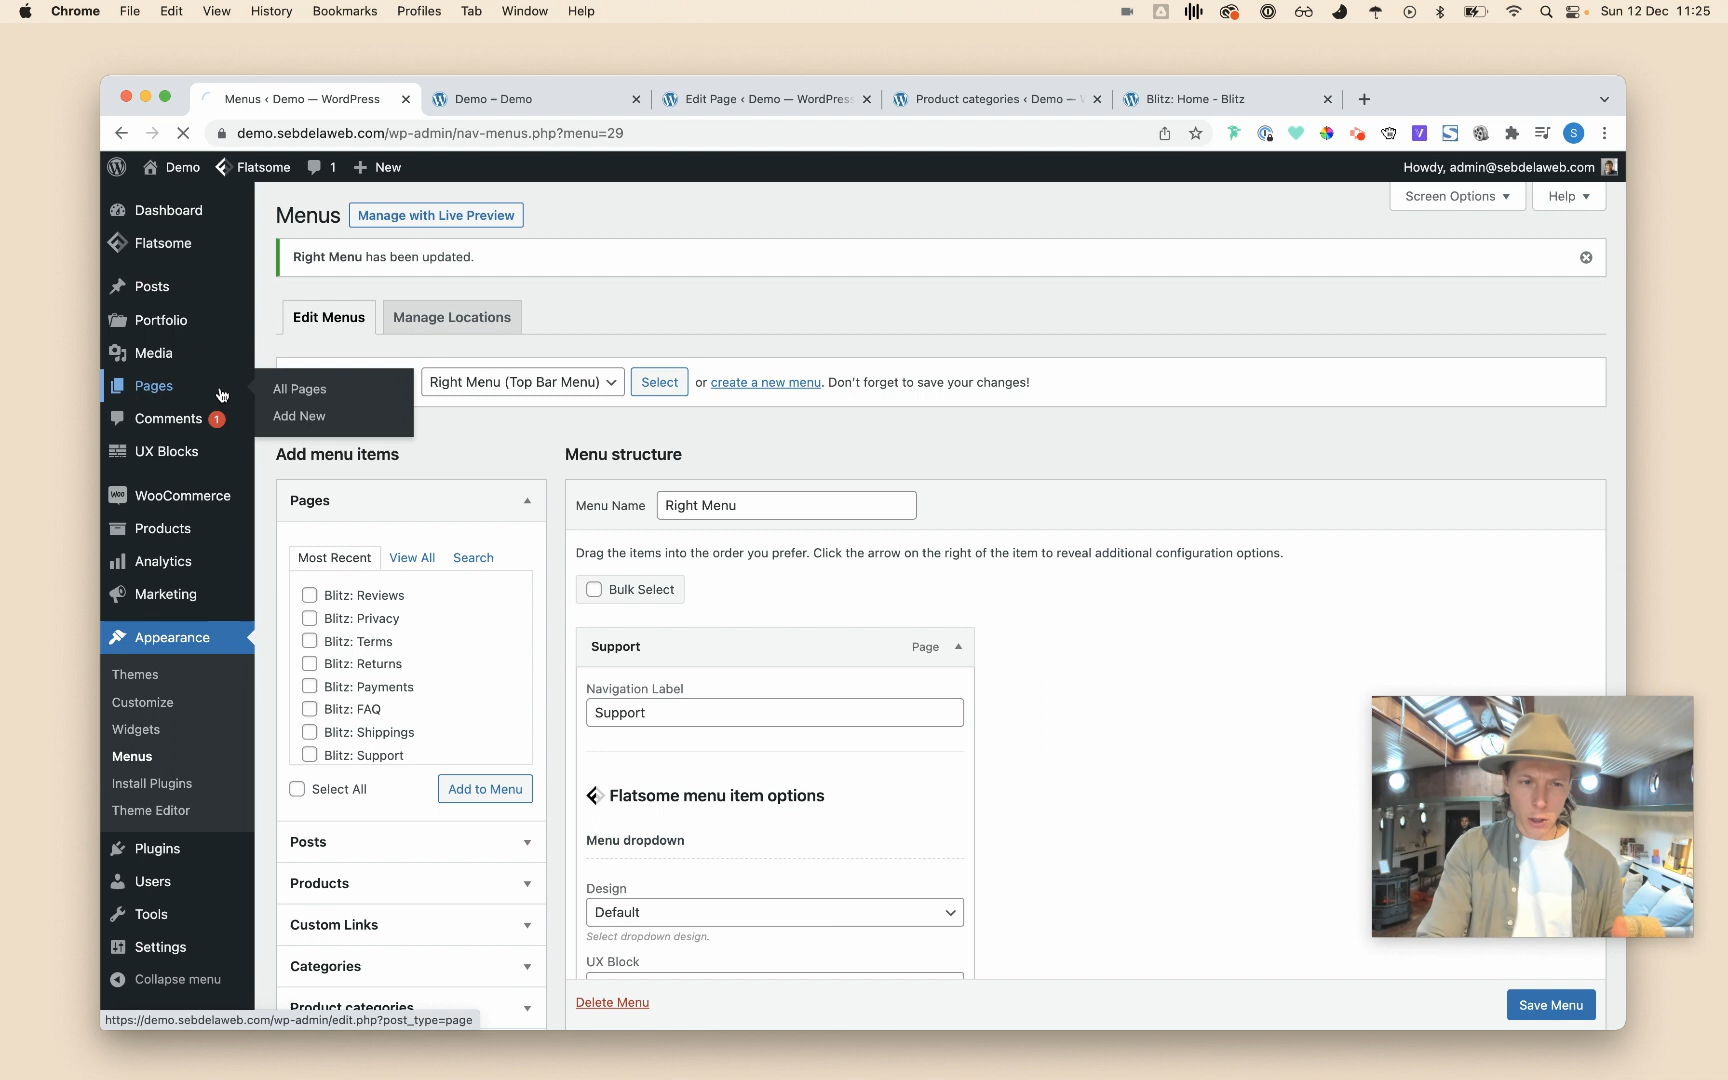 Chrome File Edit View History Bookmarks Profiles Tab Window Help
Sun 12 Dec 11:25
Menus ‹ Demo — WordPress
Demo – Demo
Edit Page ‹ Demo — WordPress
Product categories ‹ Demo —
Blitz: Home - Blitz
demo.sebdelaweb.com/wp-admin/nav-menus.php?menu=29
S
Demo
Flatsome
1
New
Howdy, admin@sebdelaweb.com
Dashboard
Flatsome
Posts
Portfolio
Media
Pages
Comments 1
UX Blocks
WooCommerce
Products
Analytics
Marketing
Appearance
Themes
Customize
Widgets
Menus
Install Plugins
Theme Editor
Plugins
Users
Tools
Settings
Collapse menu
https://demo.sebdelaweb.com/wp-admin/edit.php?post_type=page
All Pages
Add New
Screen Options
Help
Menus
Manage with Live Preview
Right Menu has been updated.
Edit Menus
Manage Locations
Right Menu (Top Bar Menu)
Select
or create a new menu. Don't forget to save your changes!
Add menu items
Pages
Most Recent
View All
Search
Blitz: Reviews
Blitz: Privacy
Blitz: Terms
Blitz: Returns
Blitz: Payments
Blitz: FAQ
Blitz: Shippings
Blitz: Support
Select All
Add to Menu
Posts
Products
Custom Links
Categories
Product categories
Menu structure
Menu Name
Right Menu
Drag the items into the order you prefer. Click the arrow on the right of the item to reveal additional configuration options.
Bulk Select
Support
Page
Navigation Label
Support
Flatsome menu item options
Menu dropdown
Design
Default
Select dropdown design.
UX Block
Delete Menu
Save Menu